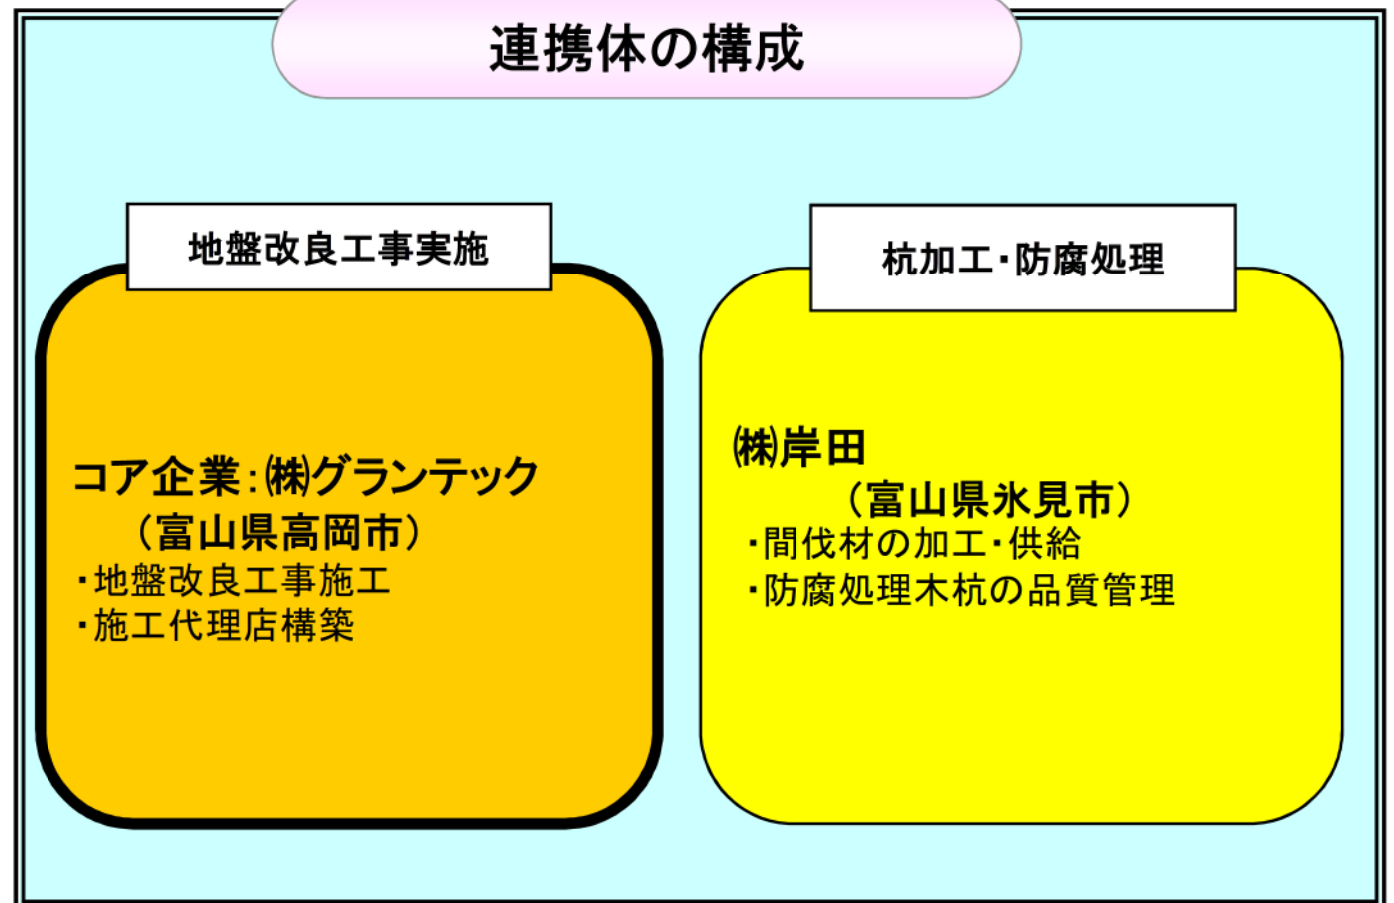 連携体の構成
地盤改良工事実施
コア企業:㈱グランテック
(富山県高岡市)
・地盤改良工事施工
・施工代理店構築
杭加工・防腐処理
㈱岸田
(富山県氷見市)
・間伐材の加工・供給
・防腐処理木杭の品質管理